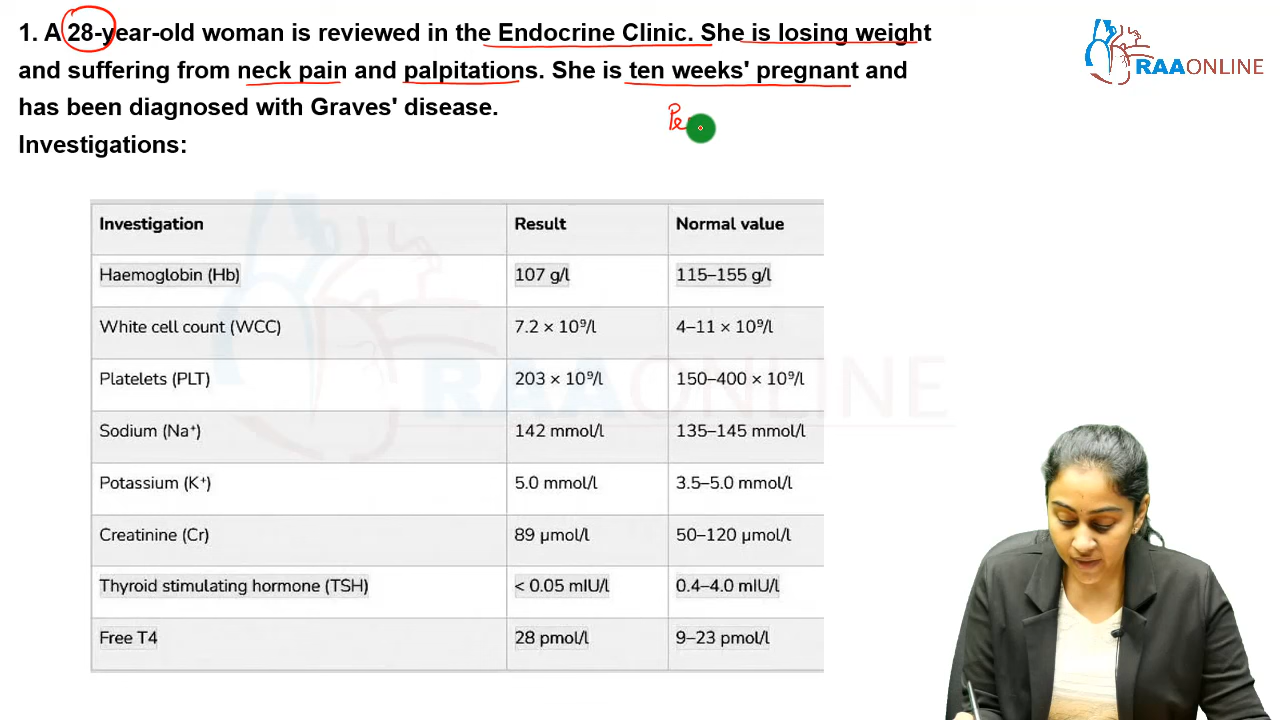 1. A 28-year-old woman is reviewed in the Endocrine Clinic. She is losing weight
and suffering from neck pain and palpitations. She is ten weeks' pregnant and
has been diagnosed with Graves' disease.
Investigations:
RAAONLINE
Investigation Result Normal value
Haemoglobin (Hb) 107 g/l 115–155 g/l
White cell count (WCC) 7.2 × 10⁹/l 4–11 × 10⁹/l
Platelets (PLT) 203 × 10⁹/l 150–400 × 10⁹/l
Sodium (Na⁺) 142 mmol/l 135–145 mmol/l
Potassium (K⁺) 5.0 mmol/l 3.5–5.0 mmol/l
Creatinine (Cr) 89 µmol/l 50–120 µmol/l
Thyroid stimulating hormone (TSH) < 0.05 mIU/l 0.4–4.0 mIU/l
Free T4 28 pmol/l 9–23 pmol/l
RAAONLINE